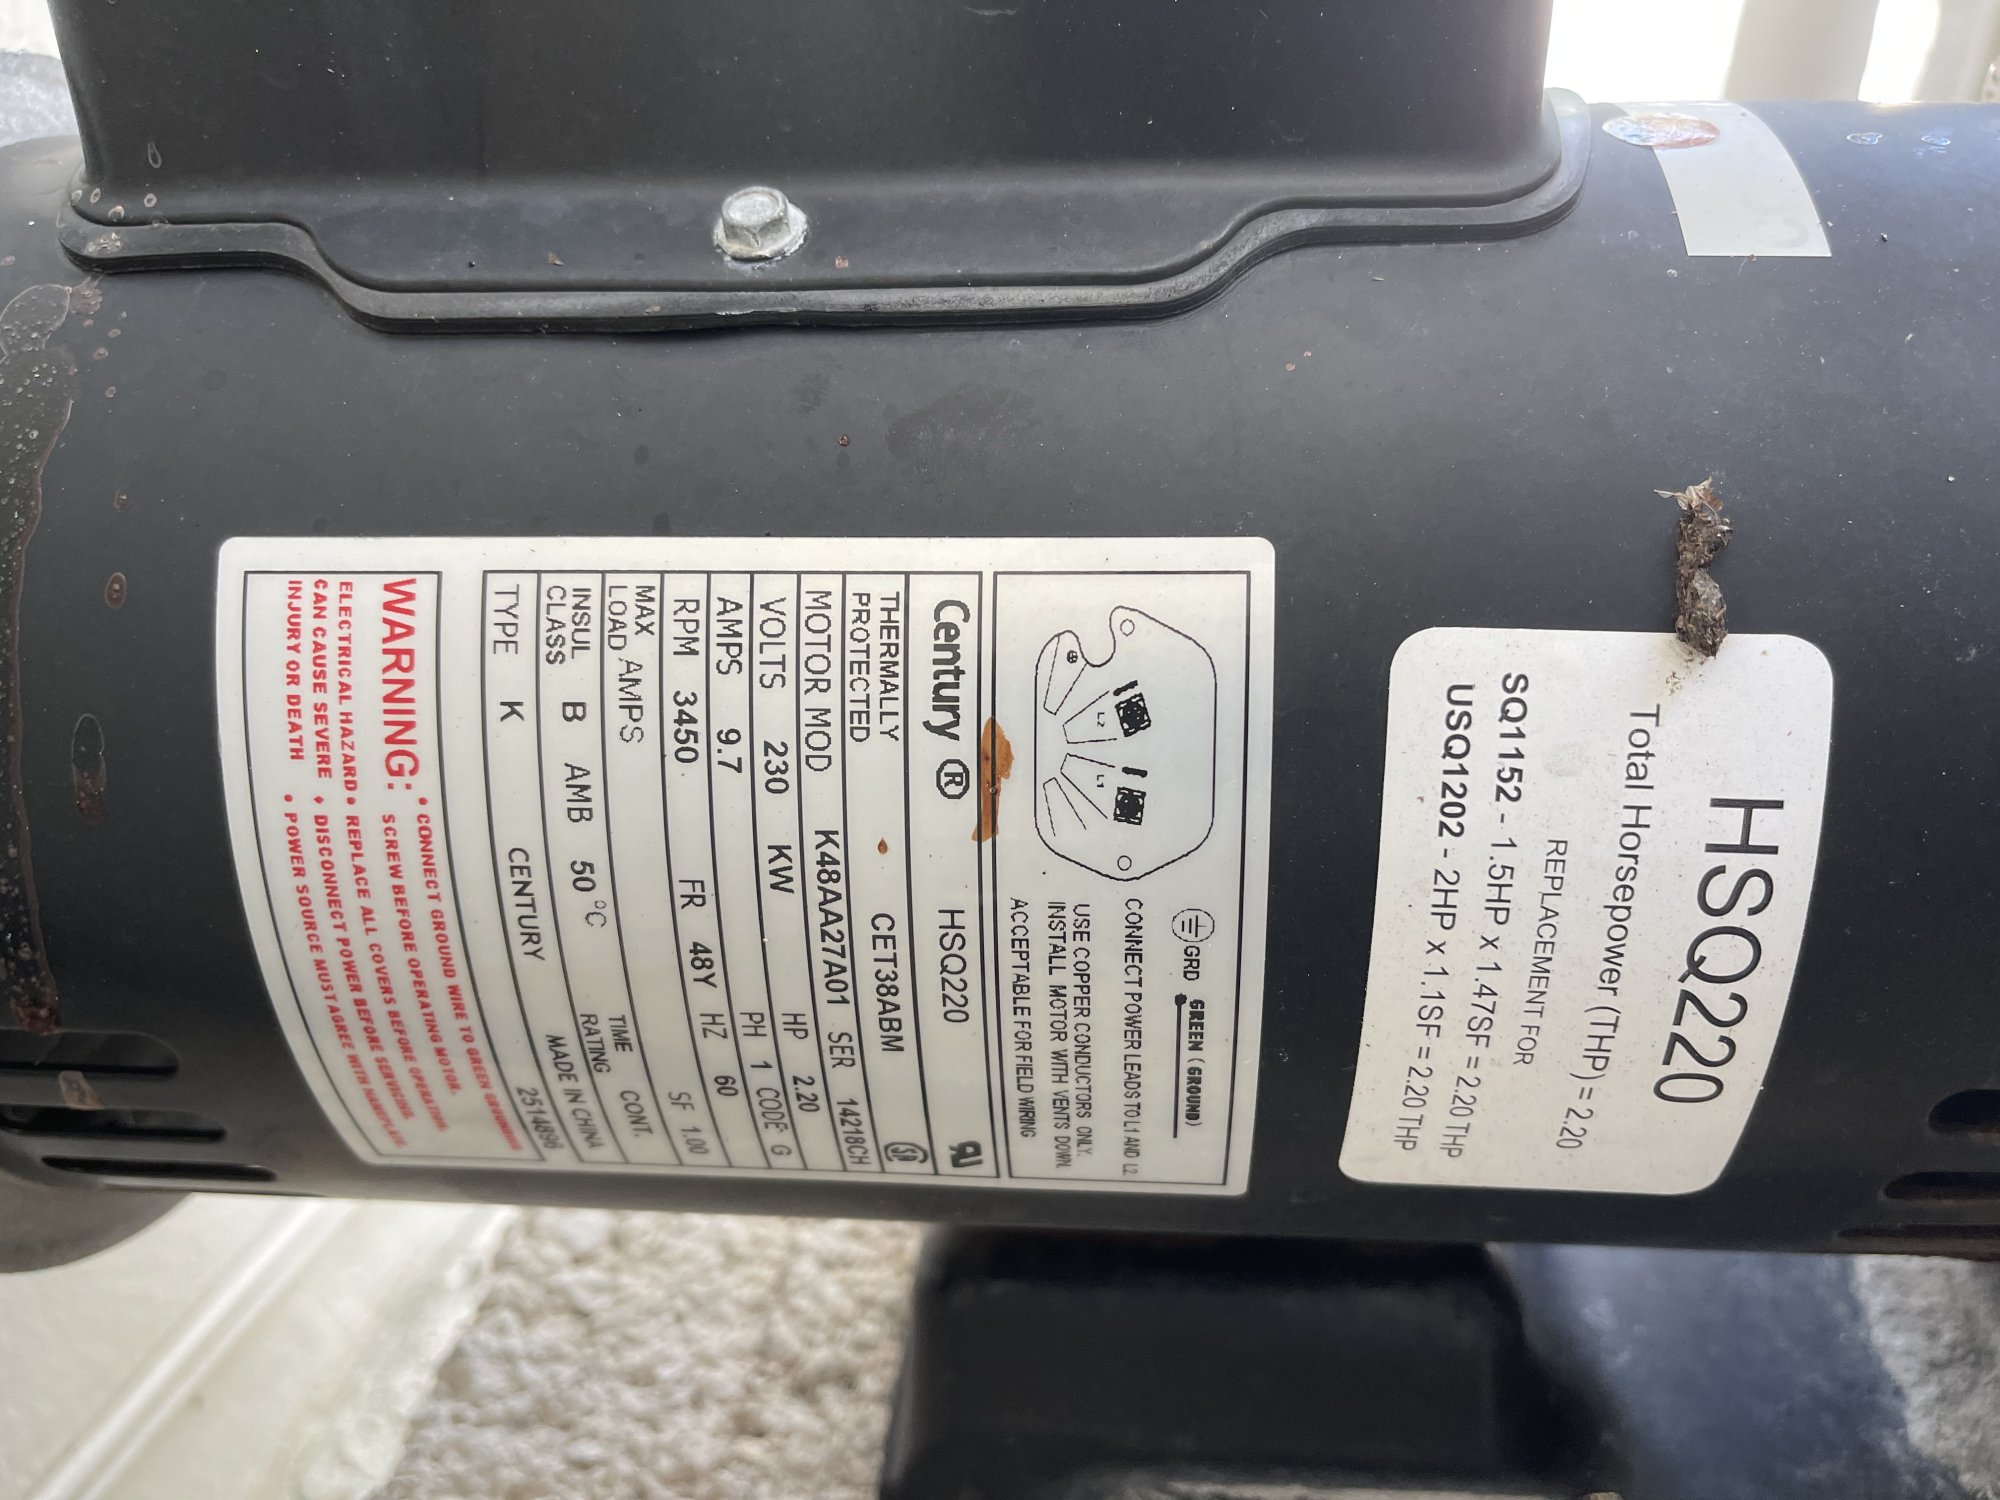 HSQ220
Total Horsepower (THP) = 2.20
REPLACEMENT FOR
SQ1152 - 1.5HP x 1.47SF = 2.20 THP
USQ1202 - 2HP x 1.1SF = 2.20 THP
GRD GREEN ( GROUND)
L2 L1
CONNECT POWER LEADS TO L1 AND L2.
USE COPPER CONDUCTORS ONLY.
INSTALL MOTOR WITH VENTS DOWN.
ACCEPTABLE FOR FIELD WIRING
Century ® HSQ220
THERMALLY PROTECTED CET38ABM
MOTOR MOD K48AA27A01 SER 14218CH
VOLTS 230 KW HP 2.20
AMPS 9.7 PH 1 CODE G
RPM 3450 FR 48Y HZ 60
MAX LOAD AMPS SF 1.00
INSUL CLASS B AMB 50 °C TIME RATING CONT.
TYPE K CENTURY MADE IN CHINA
2514896
WARNING:
ELECTRICAL HAZARD
CAN CAUSE SEVERE
INJURY OR DEATH
• CONNECT GROUND WIRE TO GREEN GROUNDING
SCREW BEFORE OPERATING MOTOR.
• REPLACE ALL COVERS BEFORE OPERATION.
• DISCONNECT POWER BEFORE SERVICING.
• POWER SOURCE MUST AGREE WITH NAMEPLATE.